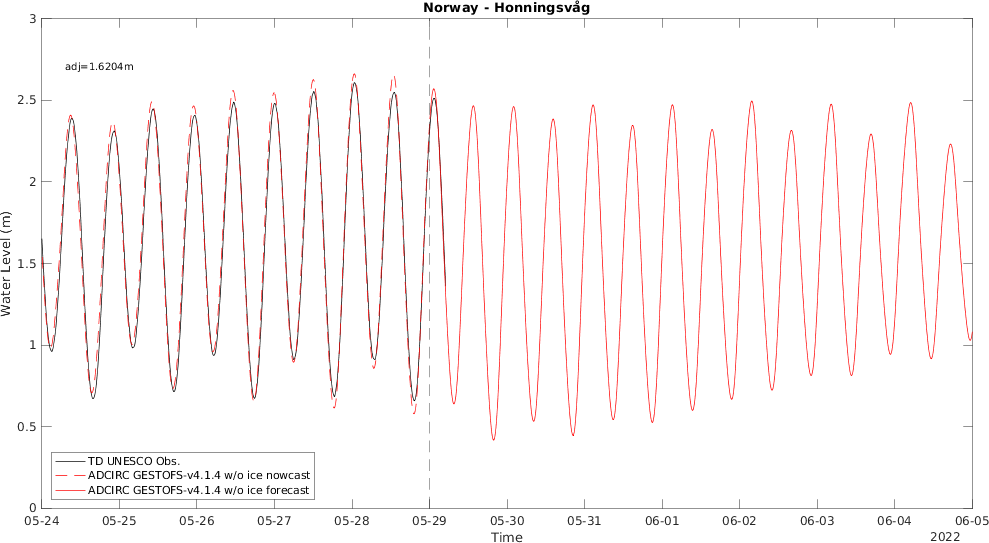 Norway - Honningsvåg
adj=1.6204m
3
2.5
2
1.5
1
0.5
0
Water Level (m)
TD UNESCO Obs.
ADCIRC GESTOFS-v4.1.4 w/o ice nowcast
ADCIRC GESTOFS-v4.1.4 w/o ice forecast
05-24 05-25 05-26 05-27 05-28 05-29 05-30 05-31 06-01 06-02 06-03 06-04 06-05
Time
2022